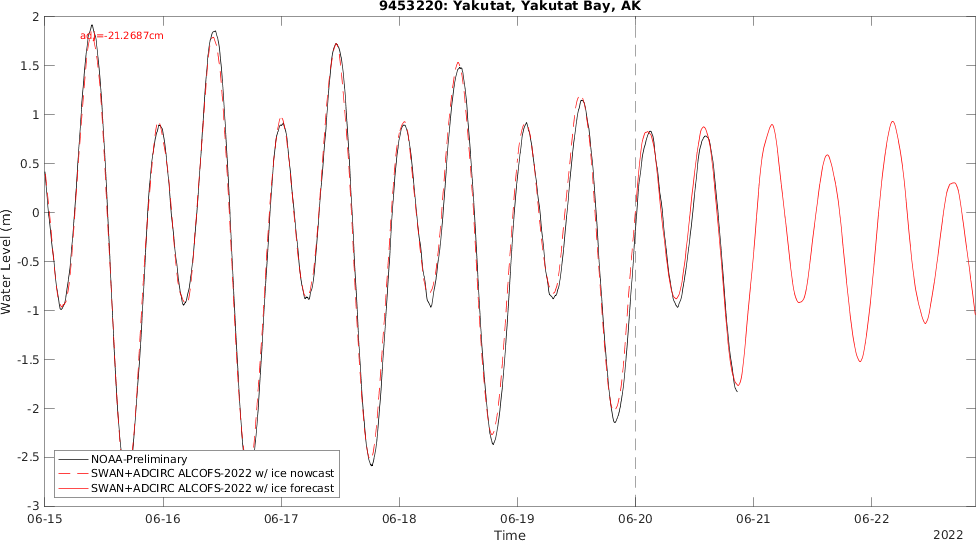 9453220: Yakutat, Yakutat Bay, AK
adj=-21.2687cm
2
1.5
1
0.5
0
-0.5
-1
-1.5
-2
-2.5
-3
Water Level (m)
NOAA-Preliminary
SWAN+ADCIRC ALCOFS-2022 w/ ice nowcast
SWAN+ADCIRC ALCOFS-2022 w/ ice forecast
06-15 06-16 06-17 06-18 06-19 06-20 06-21 06-22
Time
2022